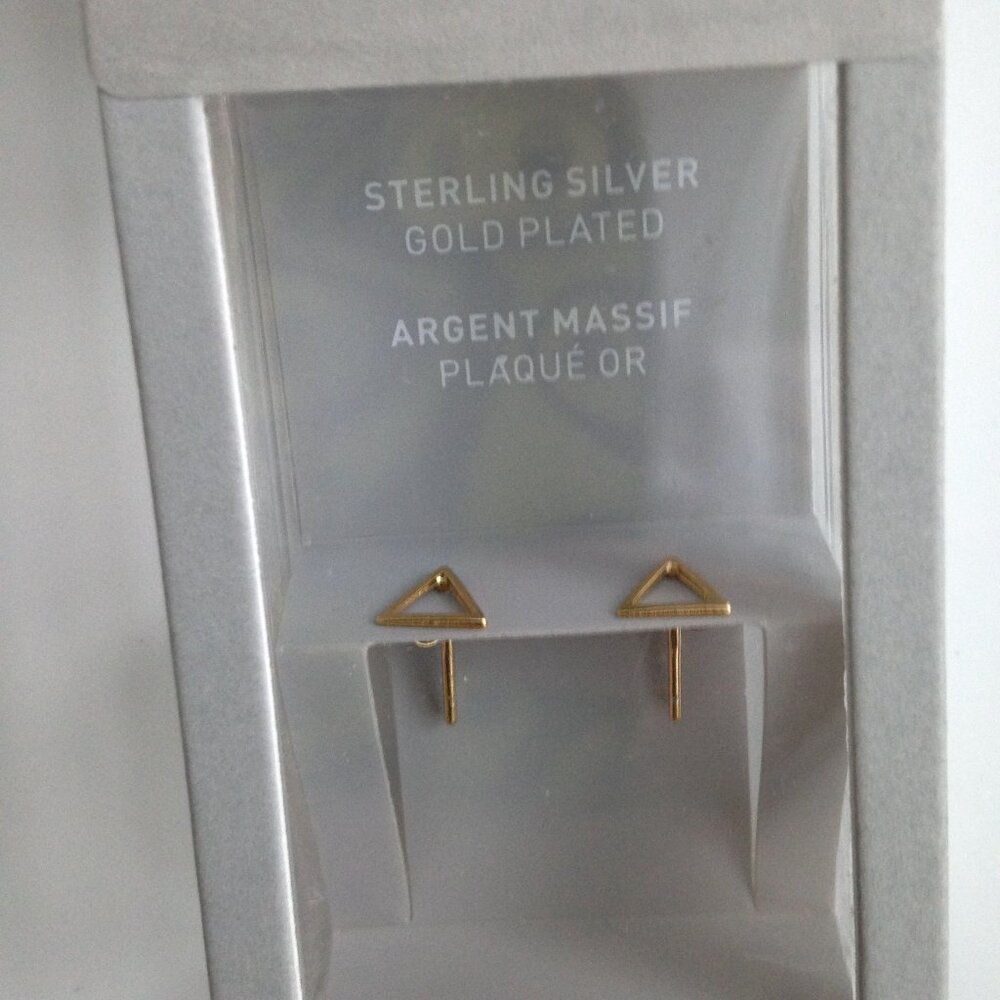 STERLING SILVER
GOLD PLATED
ARGENT MASSIF
PLAQUÉ OR